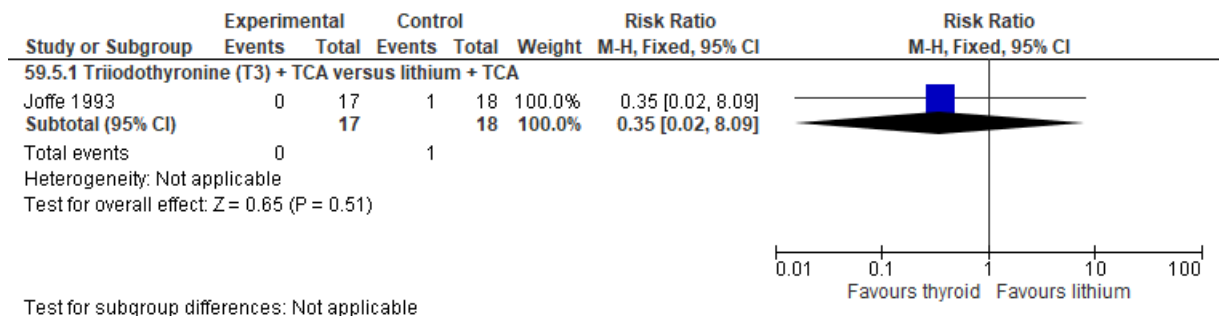 Experimental Control Risk Ratio Risk Ratio
Study or Subgroup Events Total Events Total Weight M-H, Fixed, 95% CI M-H, Fixed, 95% CI
59.5.1 Triiodothyronine (T3) + TCA versus lithium + TCA
Joffe 1993 0 17 1 18 100.0% 0.35 [0.02, 8.09]
Subtotal (95% CI) 17 18 100.0% 0.35 [0.02, 8.09]
Total events 0 1
Heterogeneity: Not applicable
Test for overall effect: Z = 0.65 (P = 0.51)
0.01 0.1 1 10 100
Favours thyroid Favours lithium
Test for subgroup differences: Not applicable